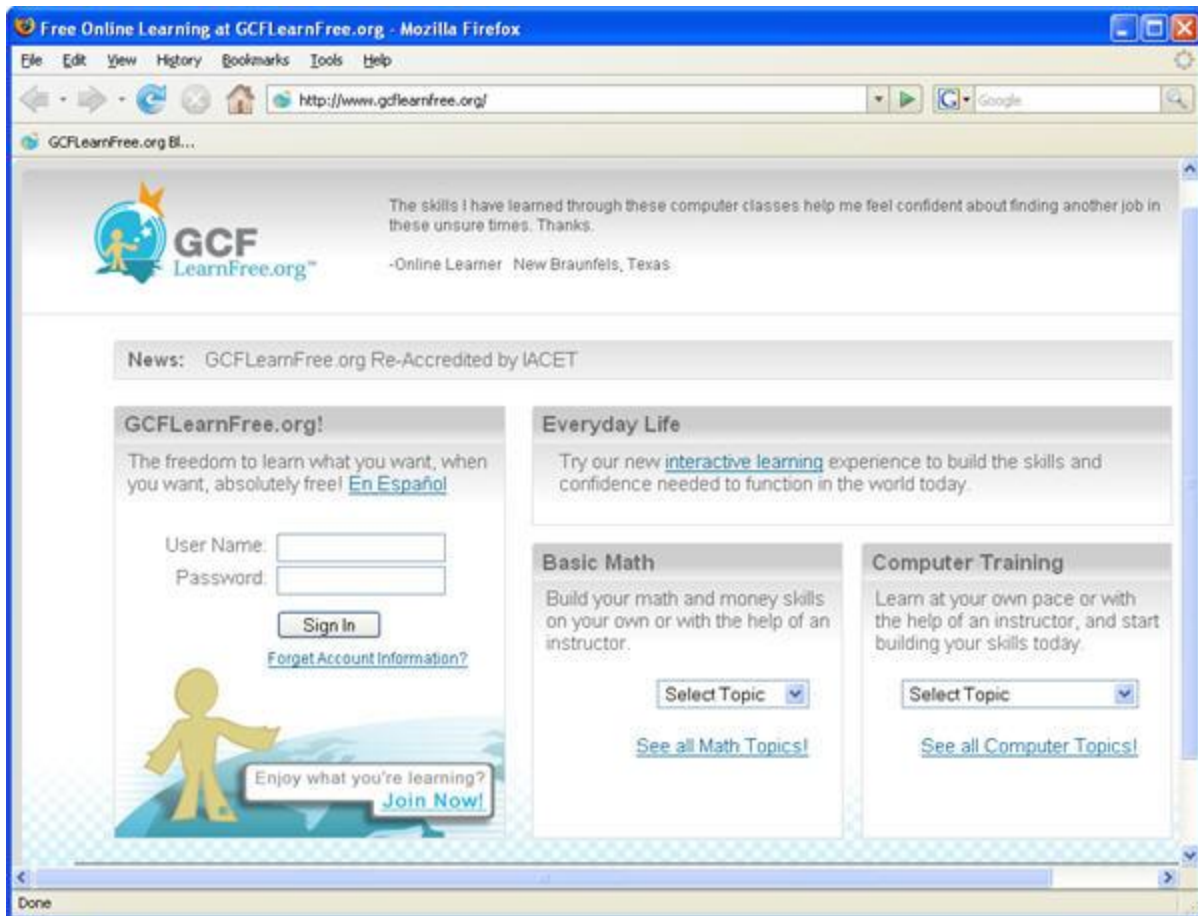 Free Online Learning at GCFLearnFree.org - Mozilla Firefox
File Edit View History Bookmarks Tools Help
http://www.gcflearnfree.org/ Google
GCFLearnFree.org Bl...
The skills I have learned through these computer classes help me feel confident about finding another job in
these unsure times. Thanks.
-Online Learner New Braunfels, Texas
GCF
LearnFree.org™
News: GCFLearnFree.org Re-Accredited by IACET
GCFLearnFree.org!
The freedom to learn what you want, when
you want, absolutely free! En Español
User Name:
Password:
Sign In
Forget Account Information?
Enjoy what you're learning?
Join Now!
Everyday Life
Try our new interactive learning experience to build the skills and
confidence needed to function in the world today.
Basic Math
Build your math and money skills
on your own or with the help of an
instructor.
Select Topic
See all Math Topics!
Computer Training
Learn at your own pace or with
the help of an instructor, and start
building your skills today.
Select Topic
See all Computer Topics!
Done